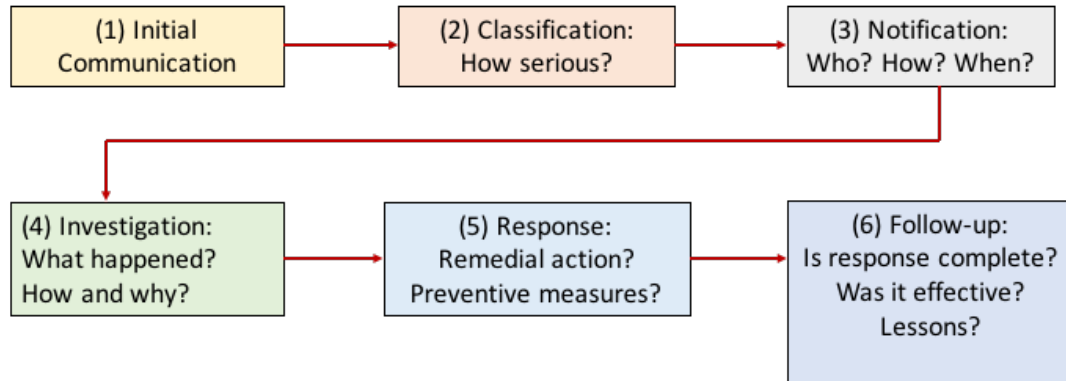 (1) Initial
Communication
(2) Classification:
How serious?
(3) Notification:
Who? How? When?
(4) Investigation:
What happened?
How and why?
(5) Response:
Remedial action?
Preventive measures?
(6) Follow-up:
Is response complete?
Was it effective?
Lessons?